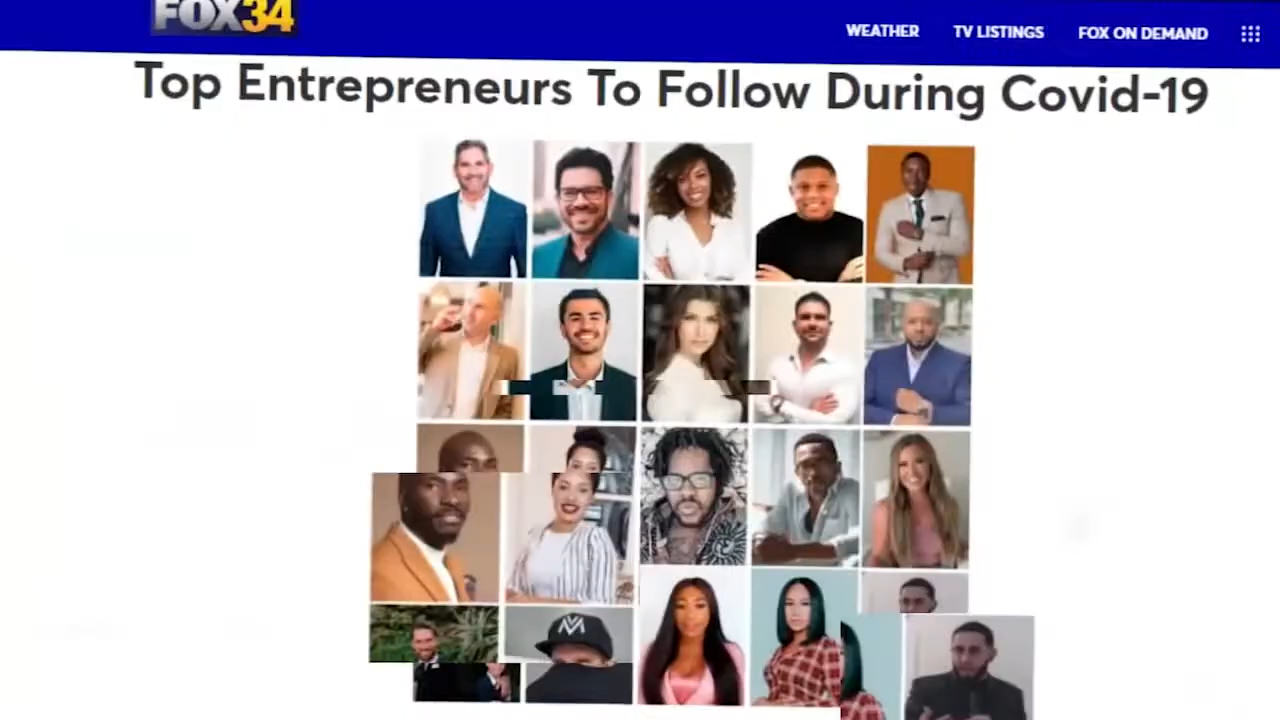 FOX34
WEATHER TV LISTINGS FOX ON DEMAND
Top Entrepreneurs To Follow During Covid-19